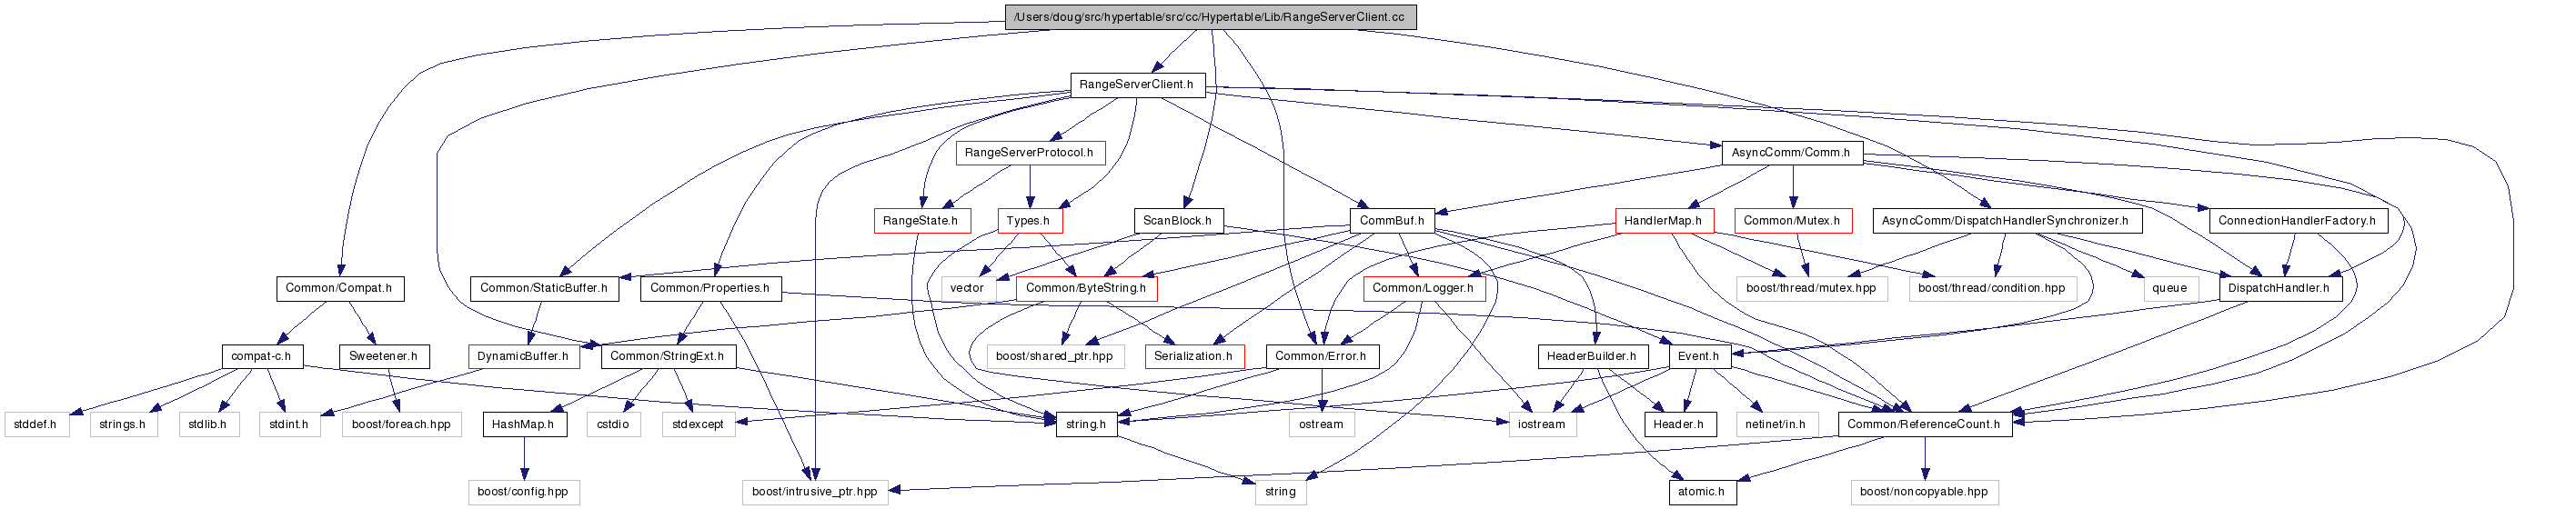 /Users/doug/src/hypertable/src/cc/Hypertable/Lib/RangeServerClient.cc
RangeServerClient.h
RangeServerProtocol.h
AsyncComm/Comm.h
RangeState.h
Types.h
ScanBlock.h
CommBuf.h
HandlerMap.h
Common/Mutex.h
AsyncComm/DispatchHandlerSynchronizer.h
ConnectionHandlerFactory.h
Common/Compat.h
Common/StaticBuffer.h
Common/Properties.h
vector
Common/ByteString.h
Common/Logger.h
boost/thread/mutex.hpp
boost/thread/condition.hpp
queue
DispatchHandler.h
compat-c.h
Sweetener.h
DynamicBuffer.h
Common/StringExt.h
boost/shared_ptr.hpp
Serialization.h
Common/Error.h
HeaderBuilder.h
Event.h
stddef.h
strings.h
stdlib.h
stdint.h
boost/foreach.hpp
HashMap.h
cstdio
stdexcept
string.h
ostream
iostream
Header.h
netinet/in.h
Common/ReferenceCount.h
boost/config.hpp
boost/intrusive_ptr.hpp
string
atomic.h
boost/noncopyable.hpp